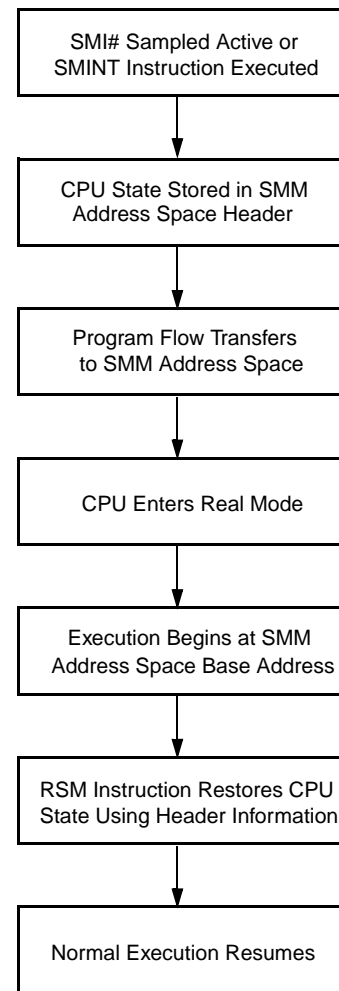 SMI# Sampled Active or
SMINT Instruction Executed
CPU State Stored in SMM
Address Space Header
Program Flow Transfers
to SMM Address Space
CPU Enters Real Mode
Execution Begins at SMM
Address Space Base Address
RSM Instruction Restores CPU
State Using Header Information
Normal Execution Resumes